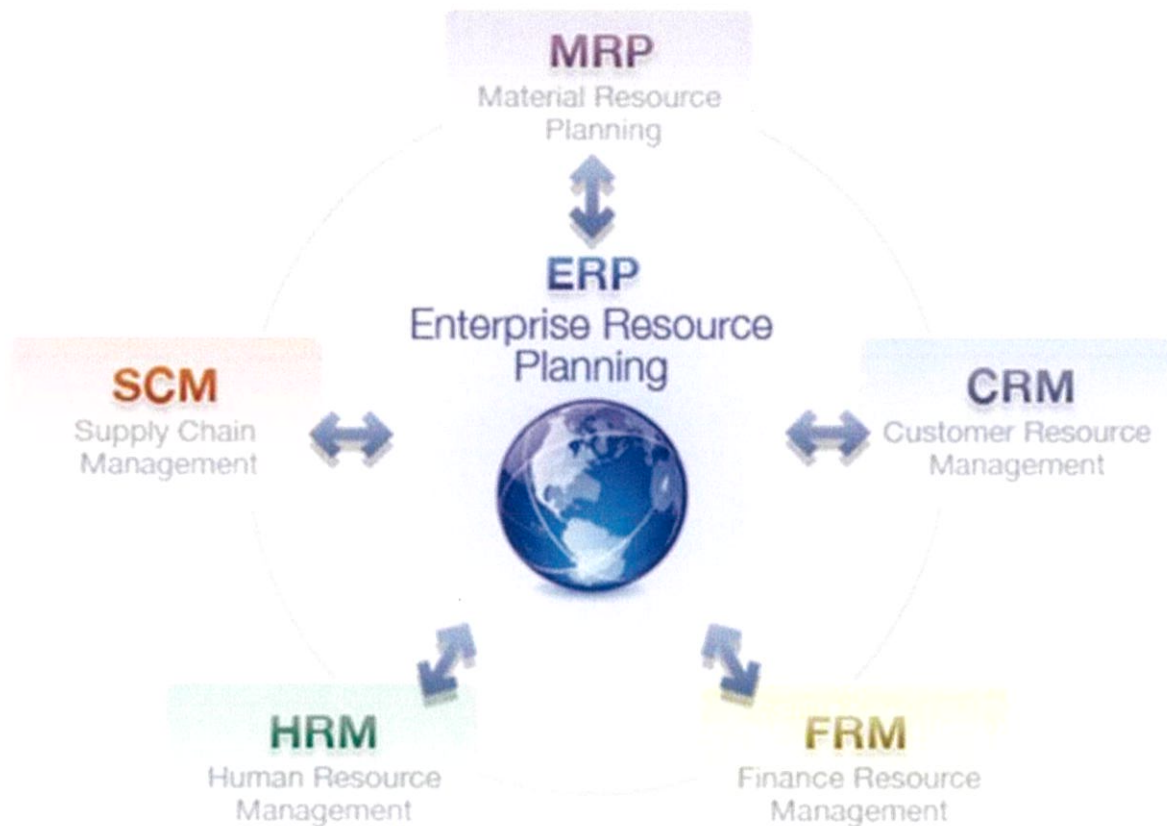 MRP
Material Resource
Planning
ERP
Enterprise Resource
Planning
SCM
Supply Chain
Management
CRM
Customer Resource
Management
HRM
Human Resource
Management
FRM
Finance Resource
Management